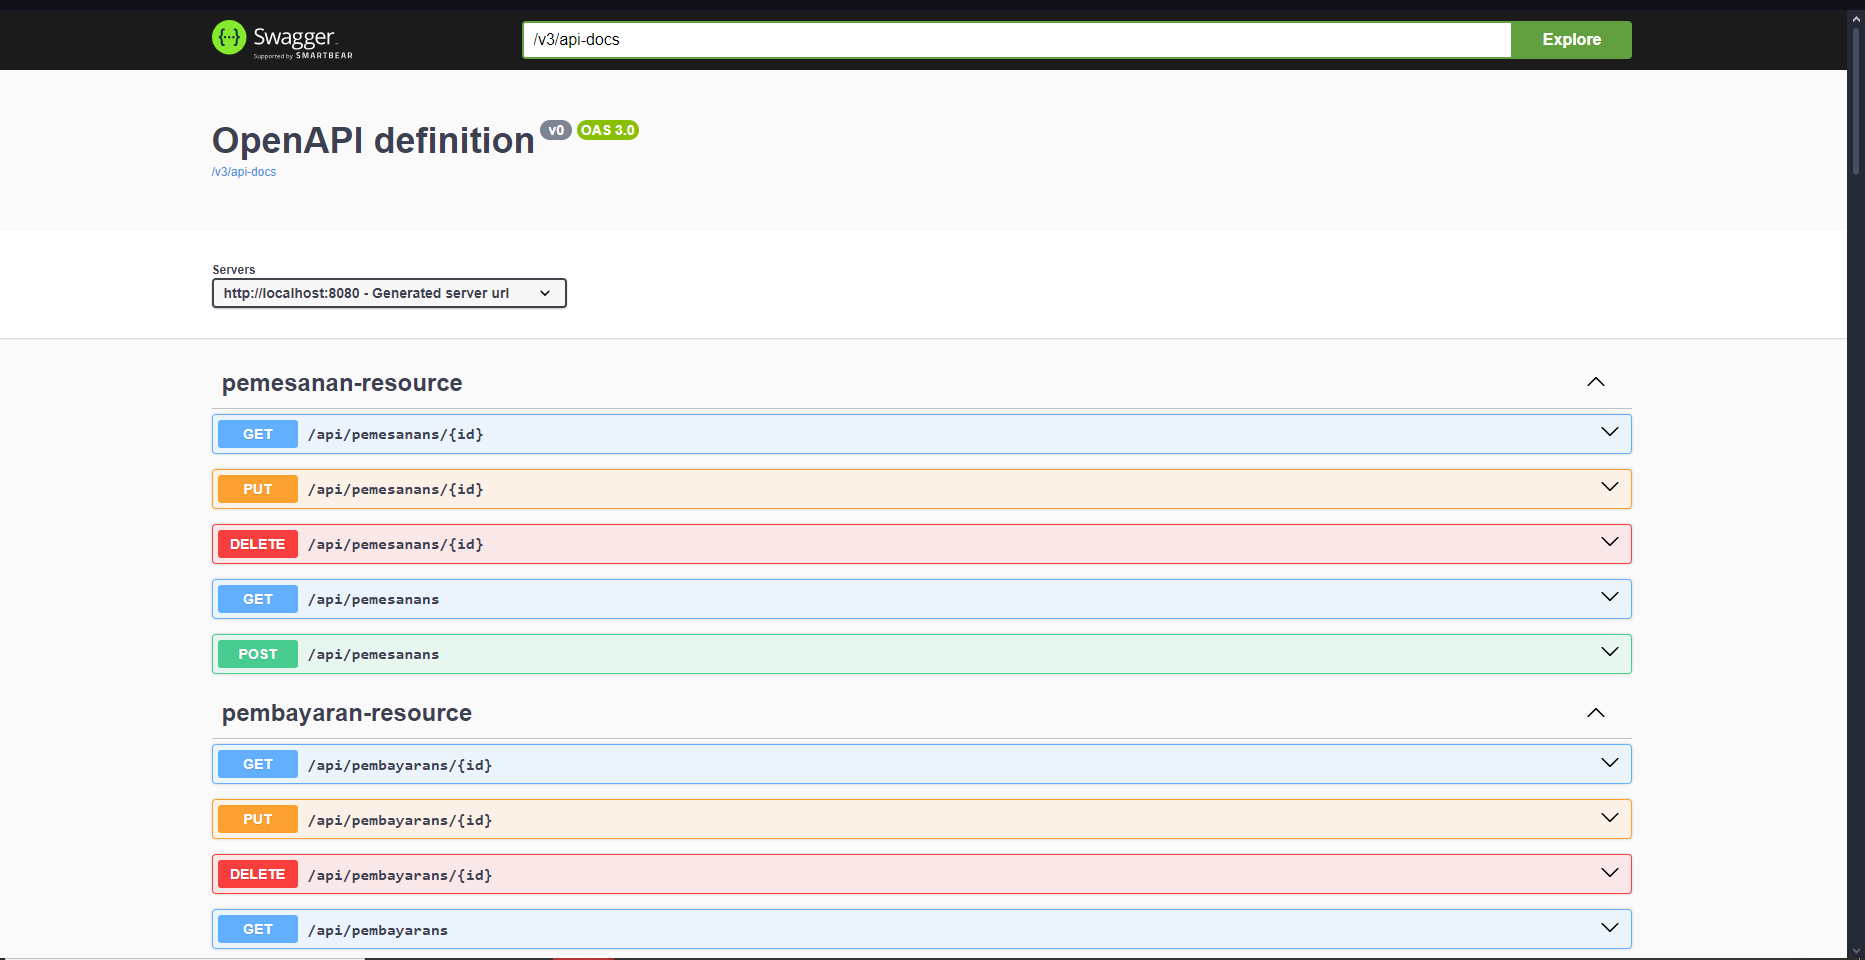 {···} Swagger
Supported by SMARTBEAR
/v3/api-docs
Explore
OpenAPI definition v0 OAS 3.0
/v3/api-docs
Servers
http://localhost:8080 - Generated server url
pemesanan-resource
GET /api/pemesanans/{id}
PUT /api/pemesanans/{id}
DELETE /api/pemesanans/{id}
GET /api/pemesanans
POST /api/pemesanans
pembayaran-resource
GET /api/pembayarans/{id}
PUT /api/pembayarans/{id}
DELETE /api/pembayarans/{id}
GET /api/pembayarans